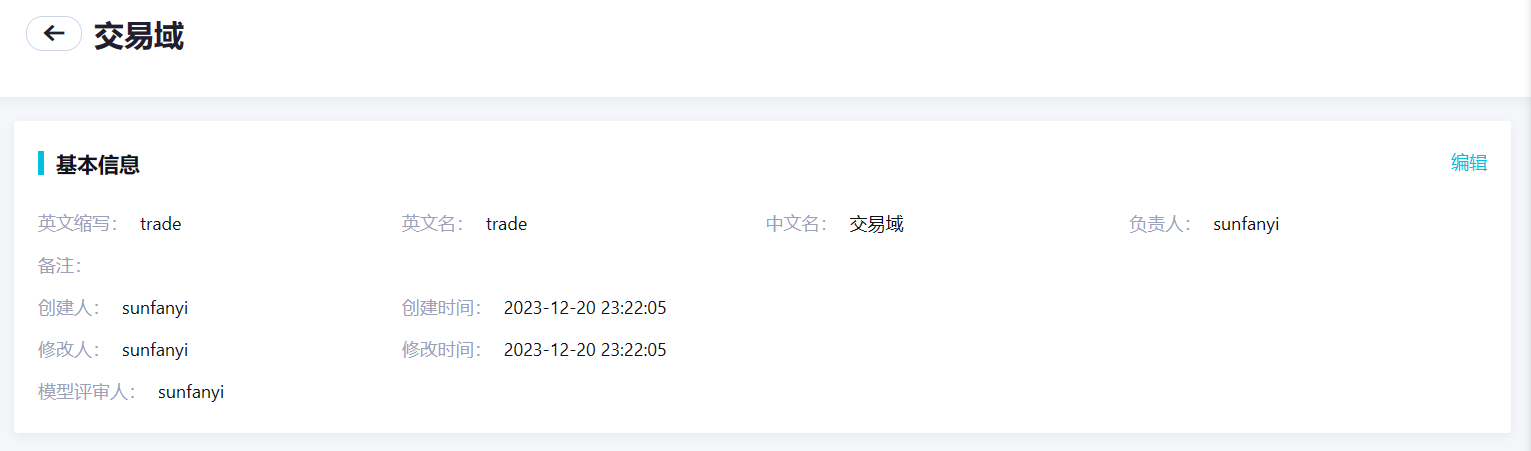 交易域
基本信息 编辑
英文缩写： trade 英文名： trade 中文名： 交易域 负责人： sunfanyi
备注：
创建人： sunfanyi 创建时间： 2023-12-20 23:22:05
修改人： sunfanyi 修改时间： 2023-12-20 23:22:05
模型评审人： sunfanyi